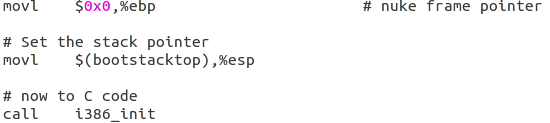 movl $0x0,%ebp # nuke frame pointer
# Set the stack pointer
movl $(bootstacktop),%esp
# now to C code
call i386_init